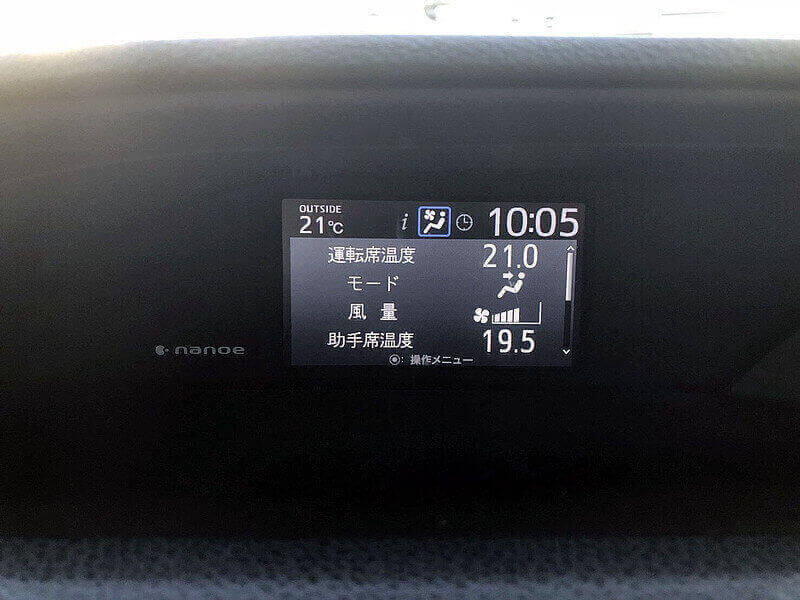 OUTSIDE
21℃ i 10:05
運転席温度 21.0
モード
風 量
助手席温度 19.5
: 操作メニュー
nanoe